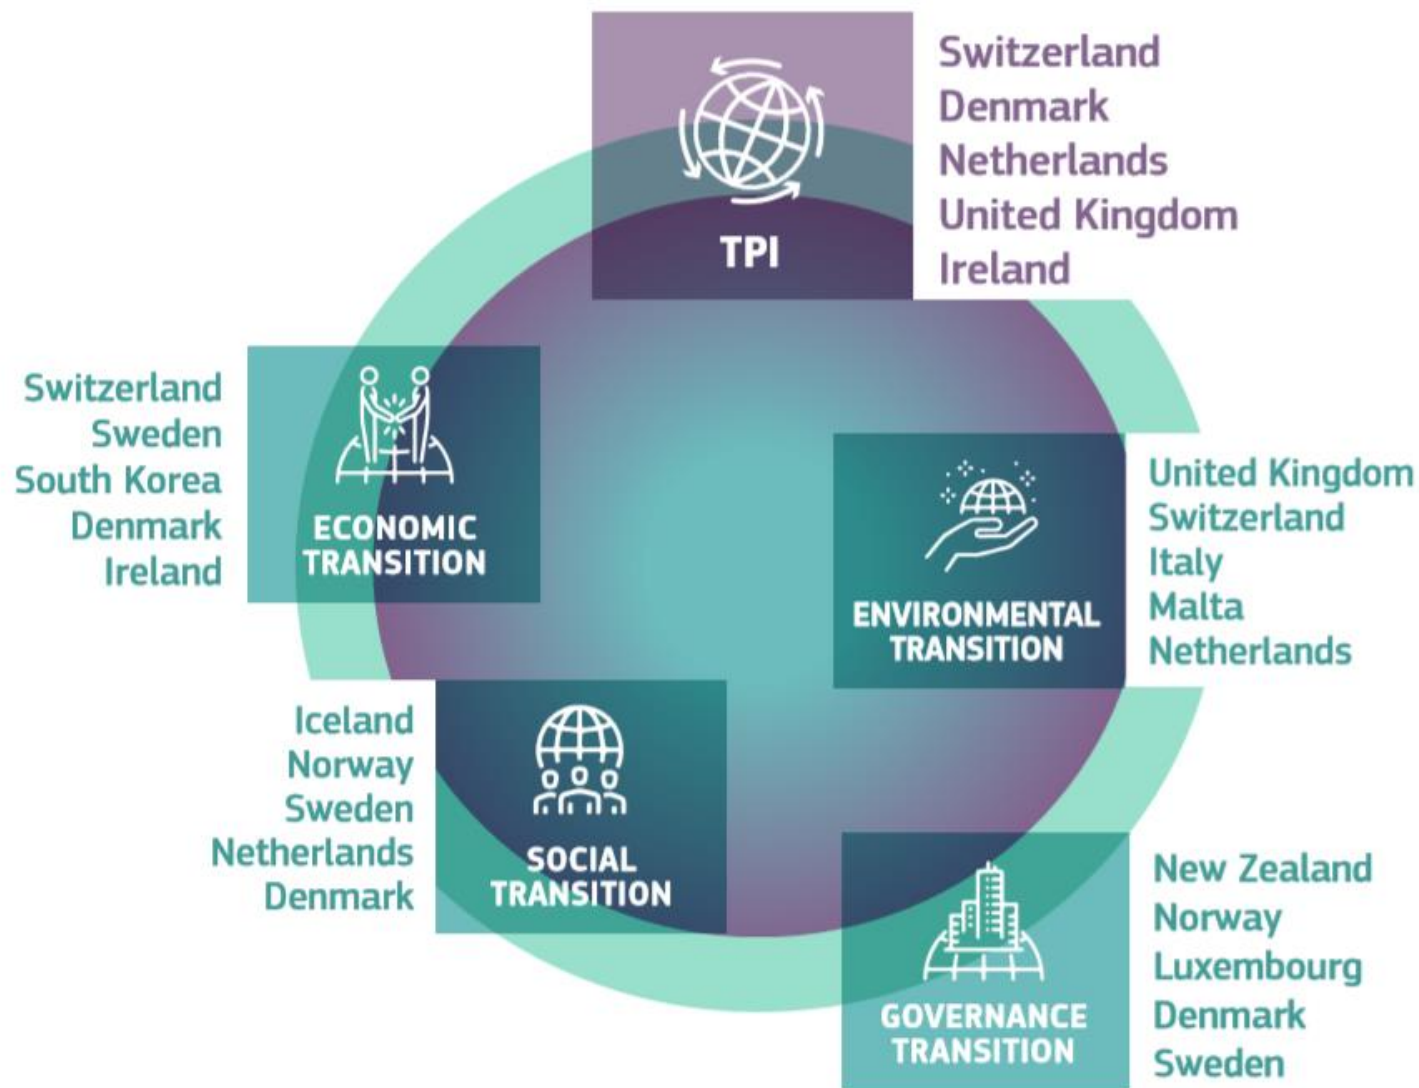 TPI
Switzerland
Denmark
Netherlands
United Kingdom
Ireland
Switzerland
Sweden
South Korea
Denmark
Ireland
ECONOMIC
TRANSITION
ENVIRONMENTAL
TRANSITION
United Kingdom
Switzerland
Italy
Malta
Netherlands
Iceland
Norway
Sweden
Netherlands
Denmark
SOCIAL
TRANSITION
GOVERNANCE
TRANSITION
New Zealand
Norway
Luxembourg
Denmark
Sweden